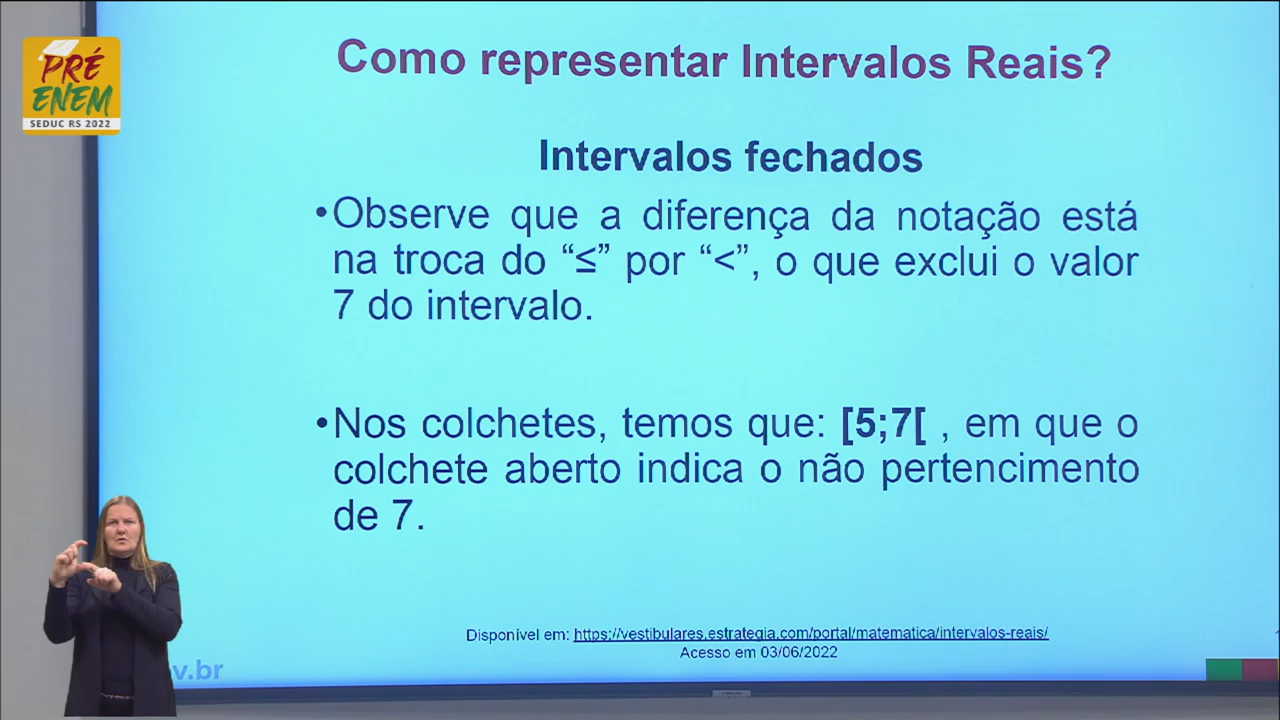 PRÉ
ENEM
SEDUC RS 2022
Como representar Intervalos Reais?
Intervalos fechados
•Observe que a diferença da notação está
na troca do “≤” por “<”, o que exclui o valor
7 do intervalo.
•Nos colchetes, temos que: [5;7[ , em que o
colchete aberto indica o não pertencimento
de 7.
Disponível em: https://vestibulares.estrategia.com/portal/matematica/intervalos-reais/
Acesso em 03/06/2022
v.br